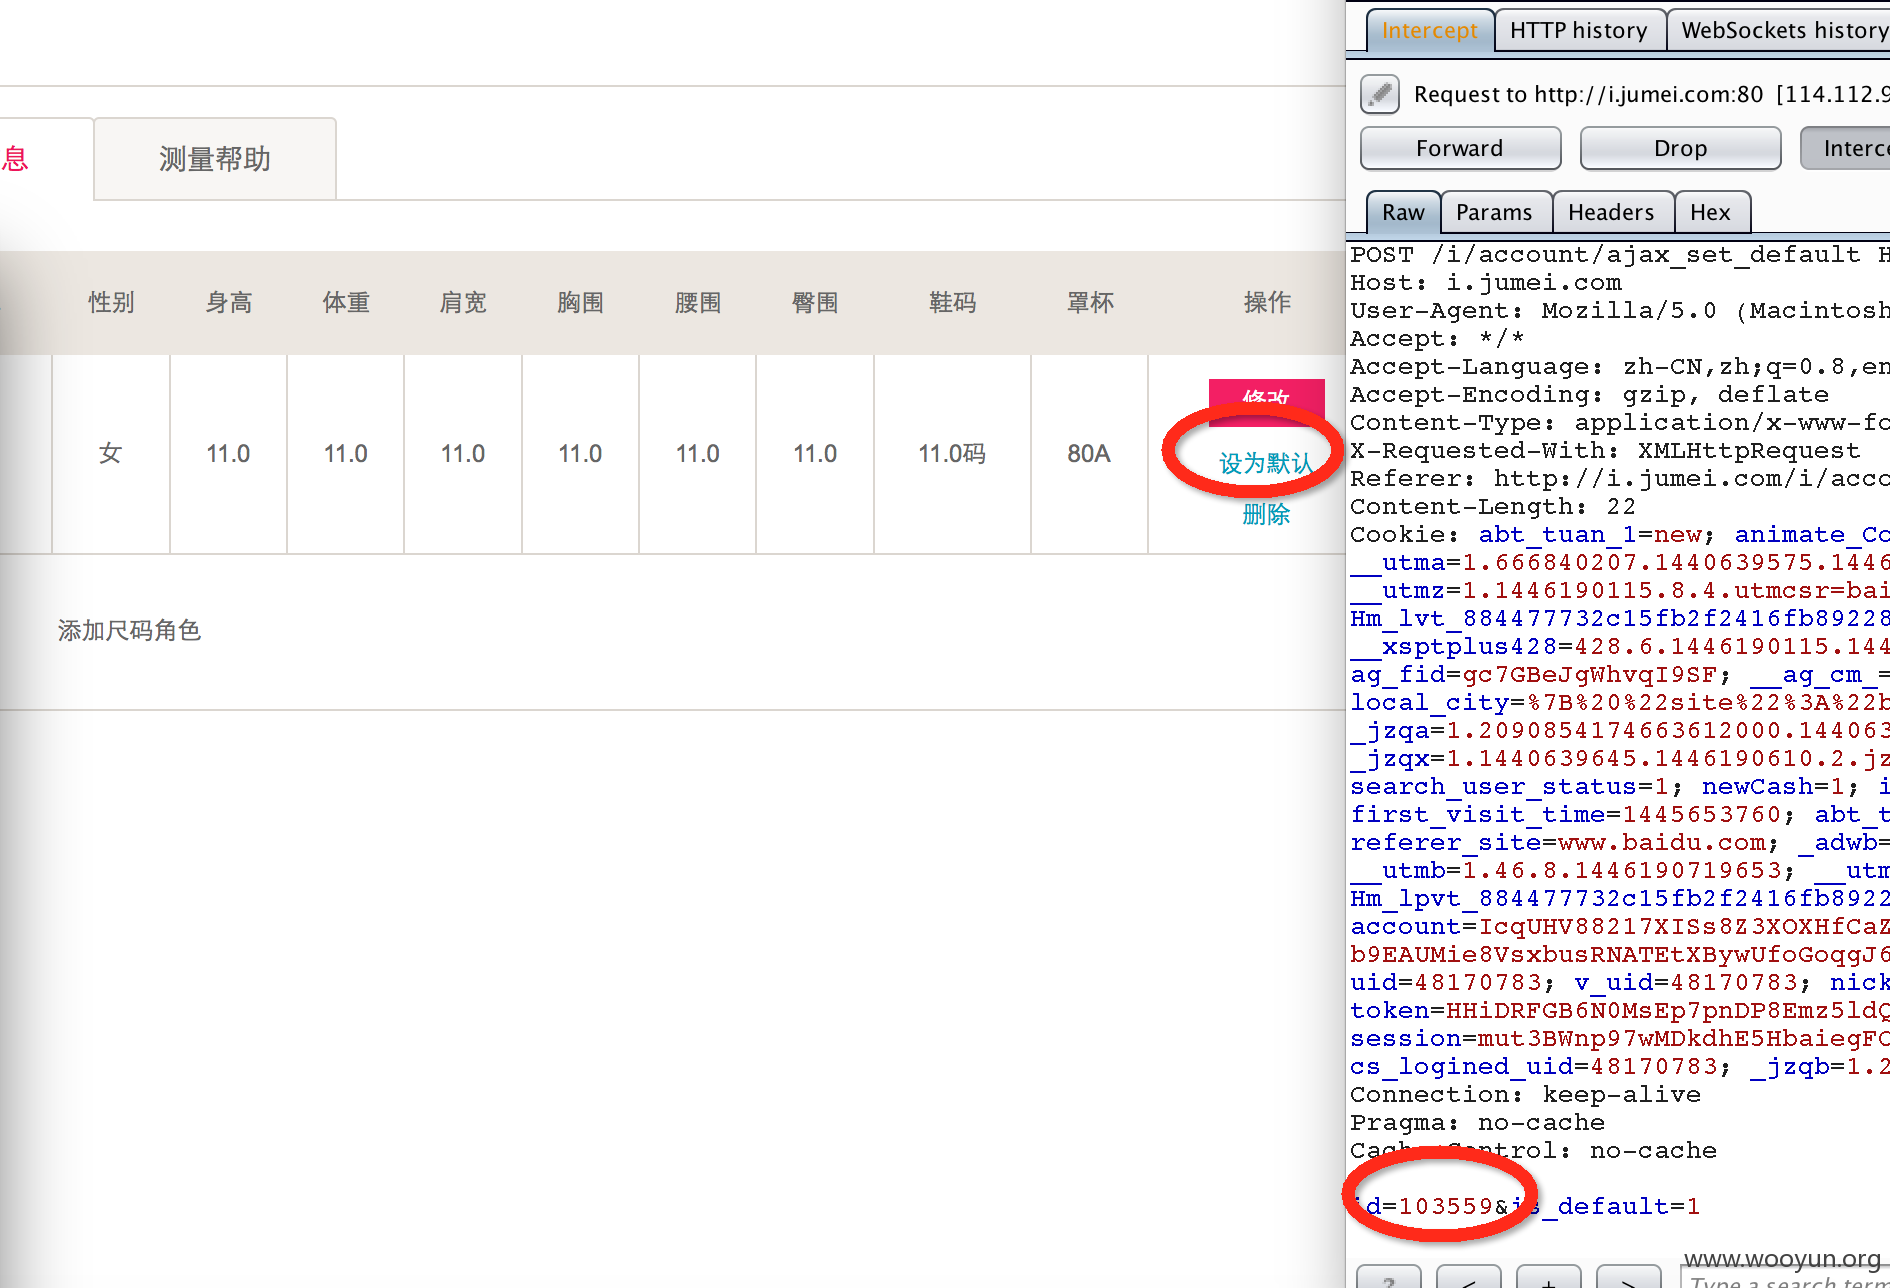 息
测量帮助
性别 身高 体重 肩宽 胸围 腰围 臀围 鞋码 罩杯 操作
修改
女 11.0 11.0 11.0 11.0 11.0 11.0 11.0码 80A
设为默认
删除
添加尺码角色
Intercept HTTP history WebSockets history
Request to http://i.jumei.com:80 [114.112.9
Forward Drop Interce
Raw Params Headers Hex
POST /i/account/ajax_set_default H
Host: i.jumei.com
User-Agent: Mozilla/5.0 (Macintosh
Accept: */*
Accept-Language: zh-CN,zh;q=0.8,en
Accept-Encoding: gzip, deflate
Content-Type: application/x-www-fo
X-Requested-With: XMLHttpRequest
Referer: http://i.jumei.com/i/acco
Content-Length: 22
Cookie: abt_tuan_1=new; animate_Co
__utma=1.666840207.1440639575.1446
__utmz=1.1446190115.8.4.utmcsr=bai
Hm_lvt_884477732c15fb2f2416fb89228
__xsptplus428=428.6.1446190115.144
ag_fid=gc7GBeJgWhvqI9SF; __ag_cm_=
local_city=%7B%20%22site%22%3A%22b
_jzqa=1.2090854174663612000.144063
_jzqx=1.1440639645.1446190610.2.jz
search_user_status=1; newCash=1; i
first_visit_time=1445653760; abt_t
referer_site=www.baidu.com; _adwb=
__utmb=1.46.8.1446190719653; __utm
Hm_lpvt_884477732c15fb2f2416fb8922
account=IcqUHV88217XISs8Z3XOXHfCaZ
b9EAUMie8VsxbusRNATEtXBywUfoGoqgJ6
uid=48170783; v_uid=48170783; nick
token=HHiDRFGB6N0MsEp7pnDP8Emz5ldQ
session=mut3BWnp97wMDkdhE5HbaiegFC
cs_logined_uid=48170783; _jzqb=1.2
Connection: keep-alive
Pragma: no-cache
Cache-Control: no-cache
id=103559&is_default=1
www.wooyun.org
? < + > Type a search term